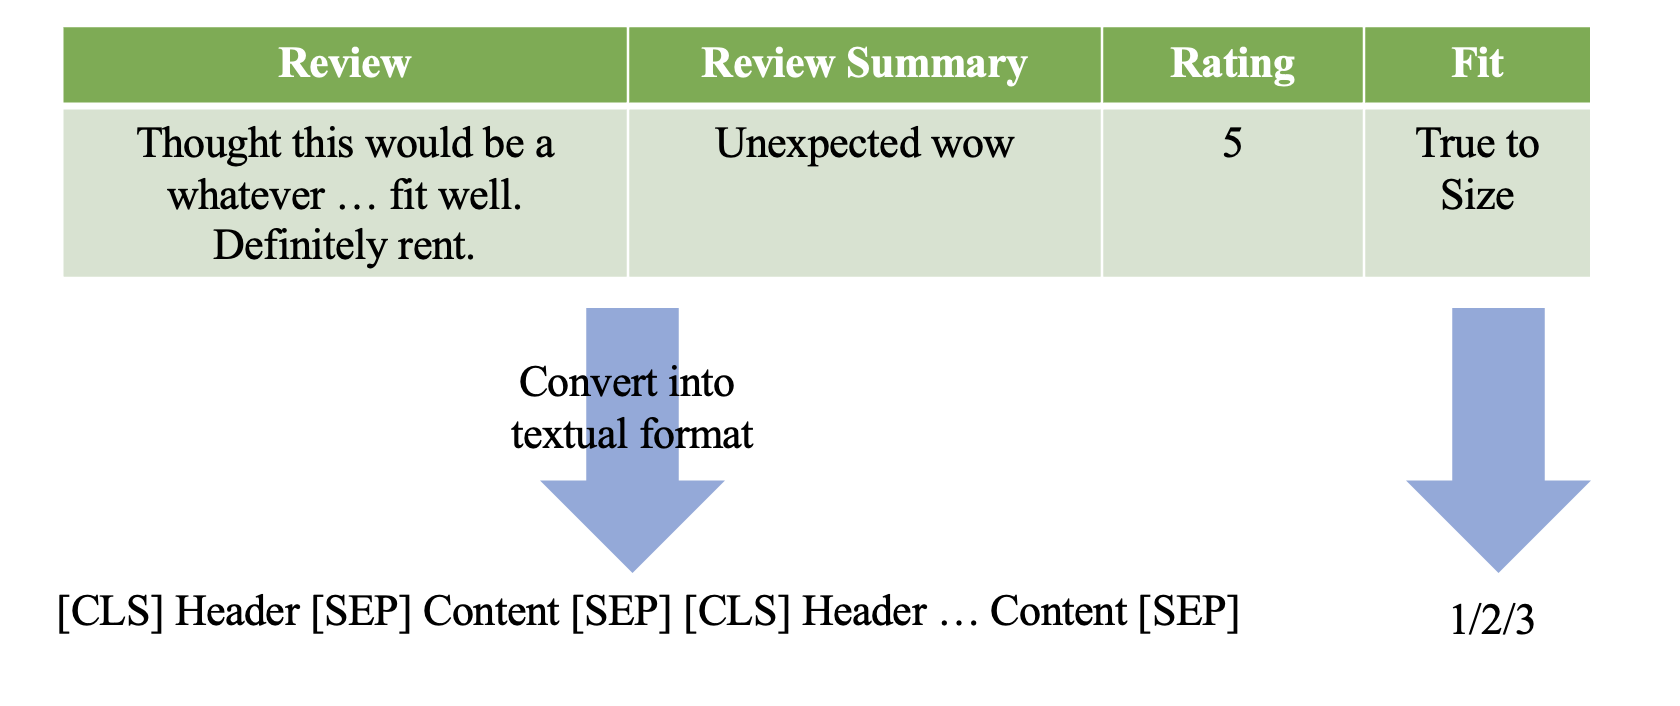 Review Review Summary Rating Fit
Thought this would be a Unexpected wow 5 True to
whatever … fit well. Size
Definitely rent.
Convert into
textual format
[CLS] Header [SEP] Content [SEP] [CLS] Header … Content [SEP] 1/2/3